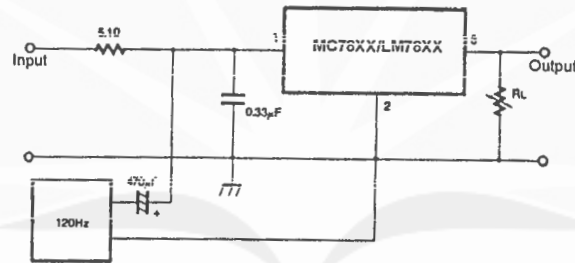 5.1Ω
Input
1
MC78XX/LM78XX
3
Output
0.33μF
2
RL
470μF
+
120Hz